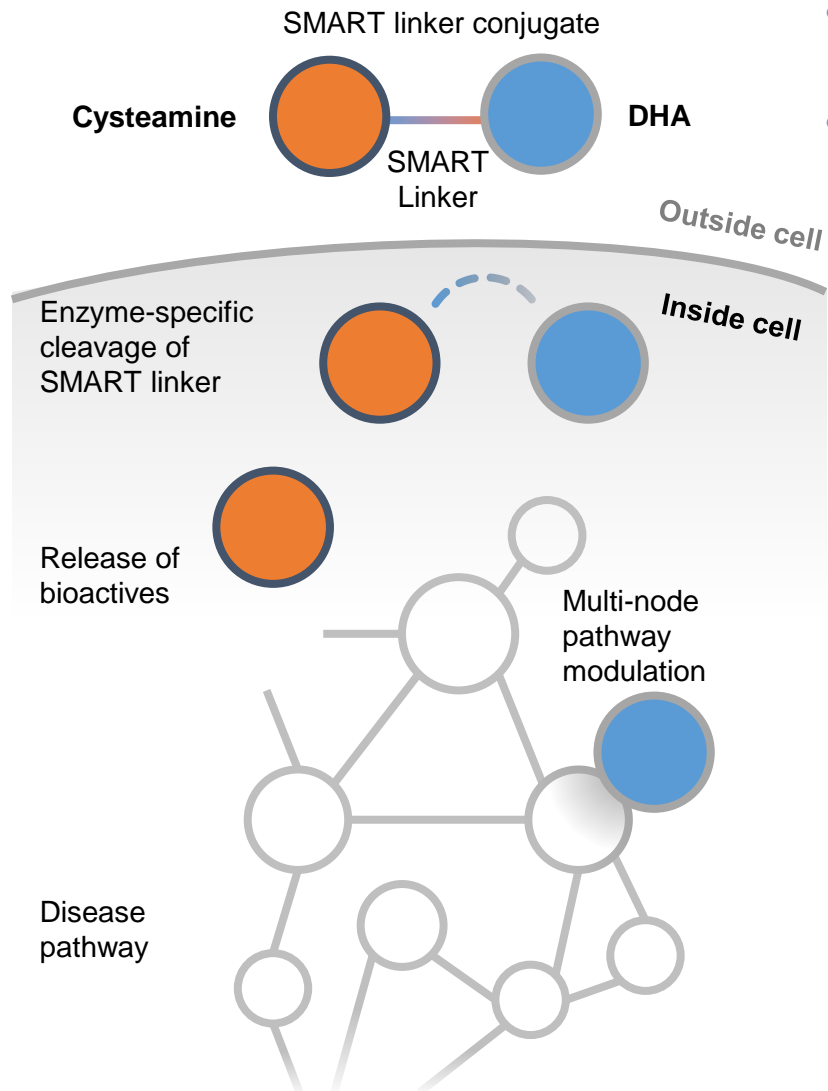 SMART linker conjugate
Cysteamine
DHA
SMART
Linker
Outside cell
Inside cell
Enzyme-specific
cleavage of
SMART linker
Release of
bioactives
Multi-node
pathway
modulation
Disease
pathway